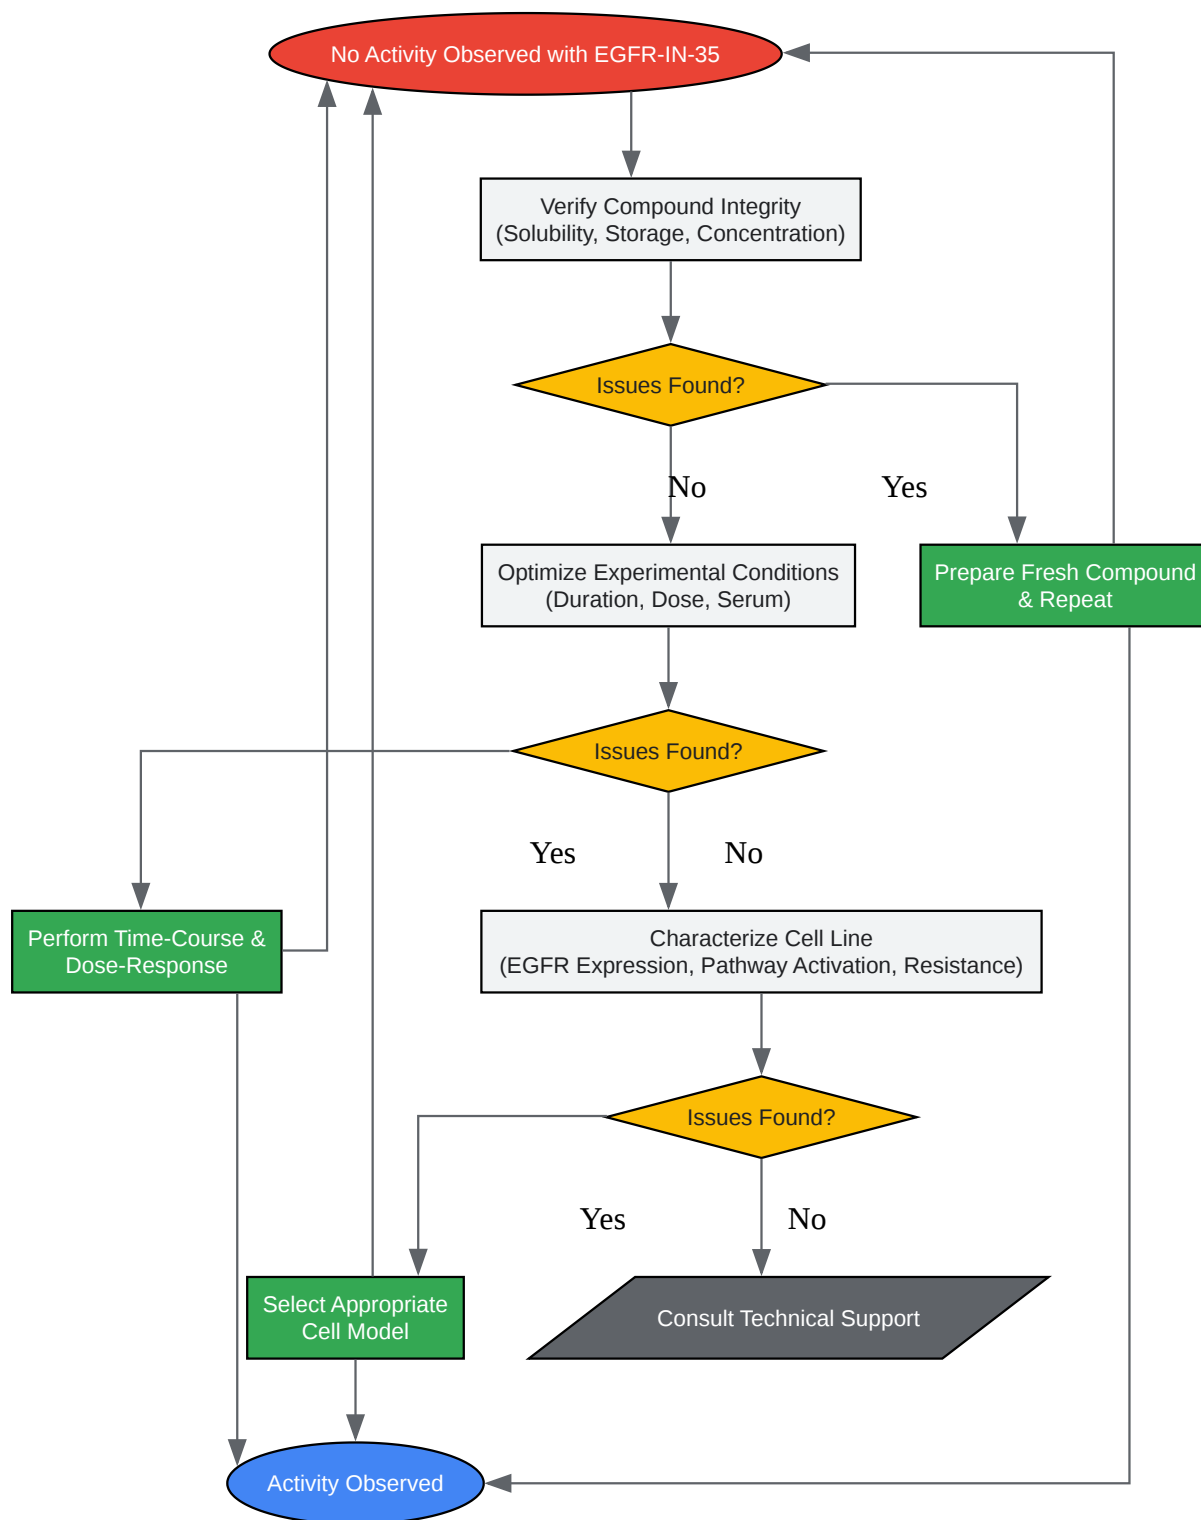 No Activity Observed with EGFR-IN-35
Verify Compound Integrity
(Solubility, Storage, Concentration)
Issues Found?
No
Yes
Optimize Experimental Conditions
(Duration, Dose, Serum)
Prepare Fresh Compound
& Repeat
Issues Found?
Yes
No
Perform Time-Course &
Dose-Response
Characterize Cell Line
(EGFR Expression, Pathway Activation, Resistance)
Issues Found?
Yes
No
Select Appropriate
Cell Model
Consult Technical Support
Activity Observed